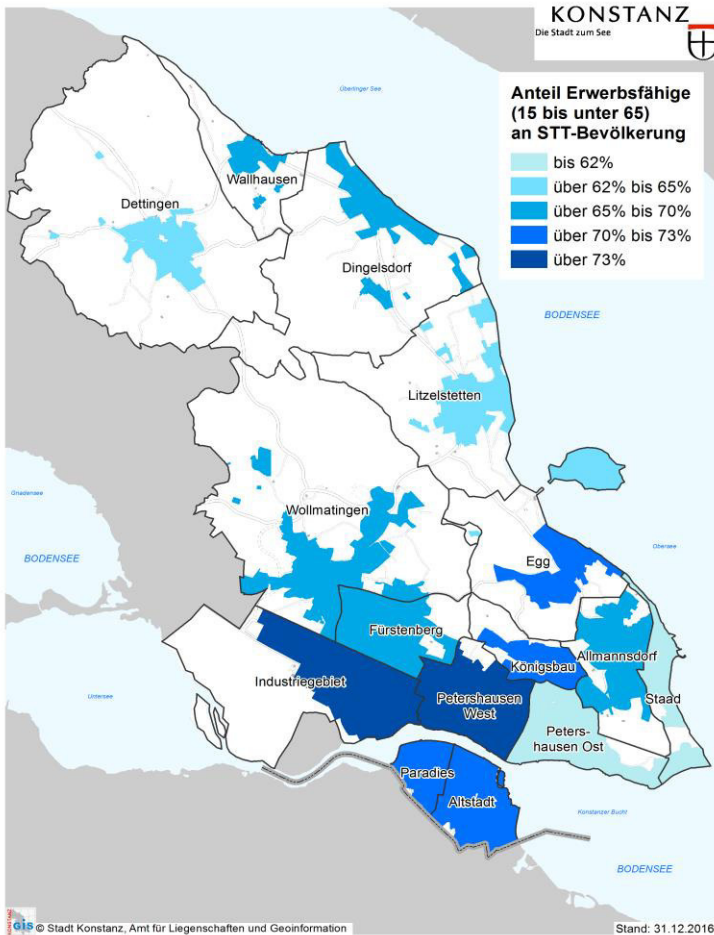 KONSTANZ
Die Stadt zum See
Überlinger See
Anteil Erwerbsfähige
(15 bis unter 65)
an STT-Bevölkerung
bis 62%
über 62% bis 65%
über 65% bis 70%
über 70% bis 73%
über 73%
Wallhausen
Dettingen
Dingelsdorf
BODENSEE
Litzelstetten
Gnadensee
Wollmatingen
BODENSEE
Obersee
Egg
Fürstenberg
Allmannsdorf
Königsbau
Industriegebiet
Untersee
Petershausen
West
Staad
Peters-
hausen Ost
Paradies
Altstadt
Konstanzer Bucht
BODENSEE
KONSTANZ
GIS © Stadt Konstanz, Amt für Liegenschaften und Geoinformation
Stand: 31.12.2016